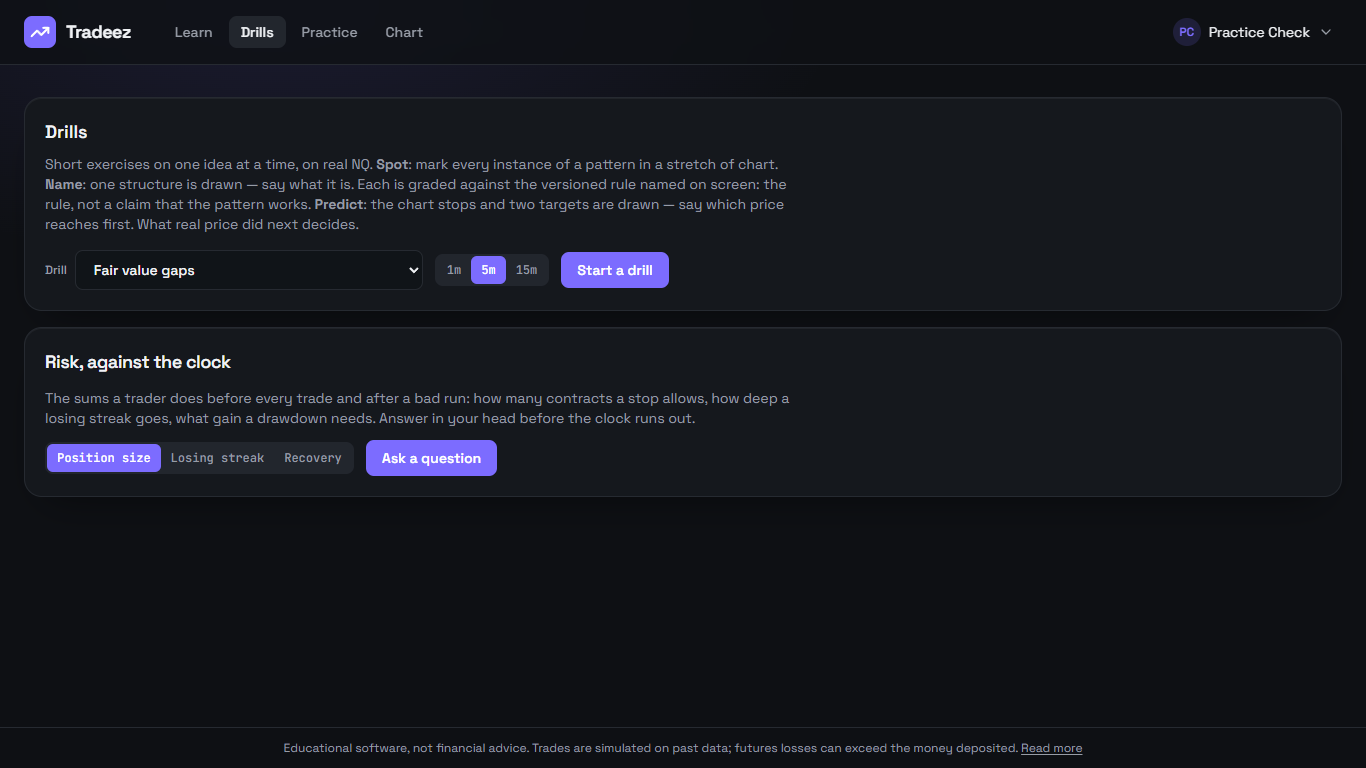 Tradeez
Learn
Drills
Practice
Chart
PC
Practice Check
Drills
Short exercises on one idea at a time, on real NQ. Spot: mark every instance of a pattern in a stretch of chart.
Name: one structure is drawn — say what it is. Each is graded against the versioned rule named on screen: the
rule, not a claim that the pattern works. Predict: the chart stops and two targets are drawn — say which price
reaches first. What real price did next decides.
Drill
Fair value gaps
1m
5m
15m
Start a drill
Risk, against the clock
The sums a trader does before every trade and after a bad run: how many contracts a stop allows, how deep a
losing streak goes, what gain a drawdown needs. Answer in your head before the clock runs out.
Position size
Losing streak
Recovery
Ask a question
Educational software, not financial advice. Trades are simulated on past data; futures losses can exceed the money deposited. Read more